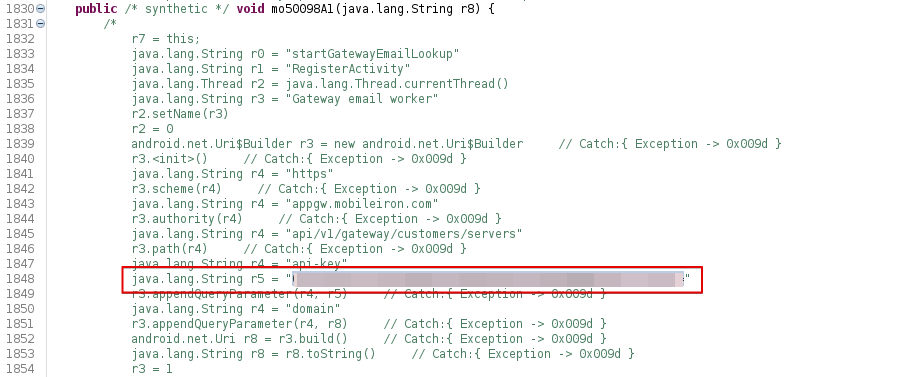 1830 public /* synthetic */ void mo50098A1(java.lang.String r8) {
1831 /*
1832 r7 = this;
1833 java.lang.String r0 = "startGatewayEmailLookup"
1834 java.lang.String r1 = "RegisterActivity"
1835 java.lang.Thread r2 = java.lang.Thread.currentThread()
1836 java.lang.String r3 = "Gateway email worker"
1837 r2.setName(r3)
1838 r2 = 0
1839 android.net.Uri$Builder r3 = new android.net.Uri$Builder // Catch:{ Exception -> 0x009d }
1840 r3.<init>() // Catch:{ Exception -> 0x009d }
1841 java.lang.String r4 = "https"
1842 r3.scheme(r4) // Catch:{ Exception -> 0x009d }
1843 java.lang.String r4 = "appgw.mobileiron.com"
1844 r3.authority(r4) // Catch:{ Exception -> 0x009d }
1845 java.lang.String r4 = "api/v1/gateway/customers/servers"
1846 r3.path(r4) // Catch:{ Exception -> 0x009d }
1847 java.lang.String r4 = "api-key"
1848 java.lang.String r5 = " "
1849 r3.appendQueryParameter(r4, r5) // Catch:{ Exception -> 0x009d }
1850 java.lang.String r4 = "domain"
1851 r3.appendQueryParameter(r4, r8) // Catch:{ Exception -> 0x009d }
1852 android.net.Uri r8 = r3.build() // Catch:{ Exception -> 0x009d }
1853 java.lang.String r8 = r8.toString() // Catch:{ Exception -> 0x009d }
1854 r3 = 1